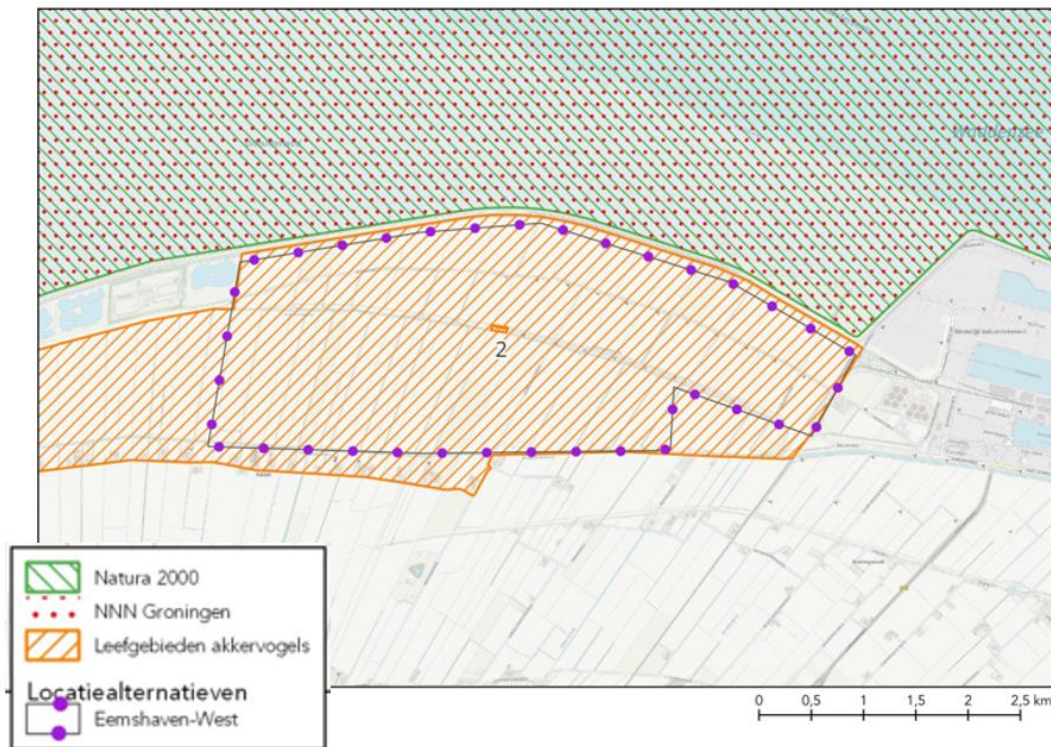 Waddenzee
2
Natura 2000
NNN Groningen
Leefgebieden akkervogels
Locatiealternatieven
Eemshaven-West
0 0,5 1 1,5 2 2,5 km